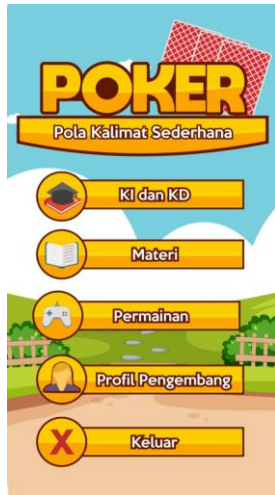 POKER
Pola Kalimat Sederhana
KI dan KD
Materi
Permainan
Profil Pengembang
X
Keluar